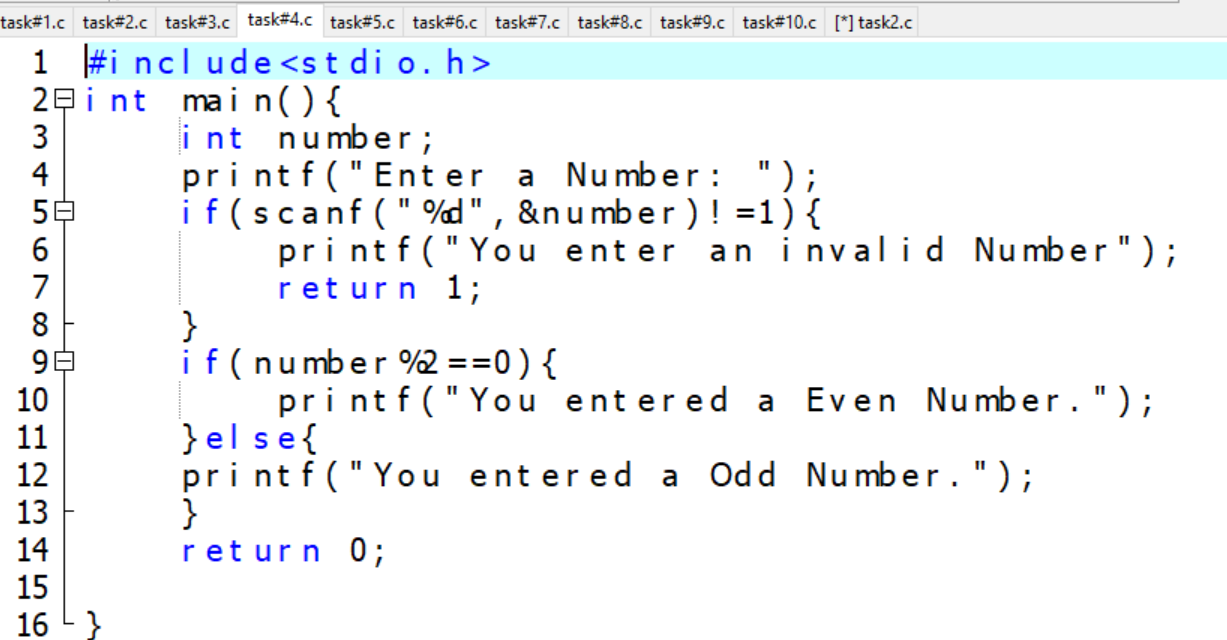 task#1.c task#2.c task#3.c task#4.c task#5.c task#6.c task#7.c task#8.c task#9.c task#10.c [*] task2.c
1 #include<stdio.h>
2 int main(){
3 int number;
4 printf("Enter a Number: ");
5 if(scanf("%d",&number)!=1){
6 printf("You enter an invalid Number");
7 return 1;
8 }
9 if(number%2==0){
10 printf("You entered a Even Number.");
11 }else{
12 printf("You entered a Odd Number.");
13 }
14 return 0;
15
16 }